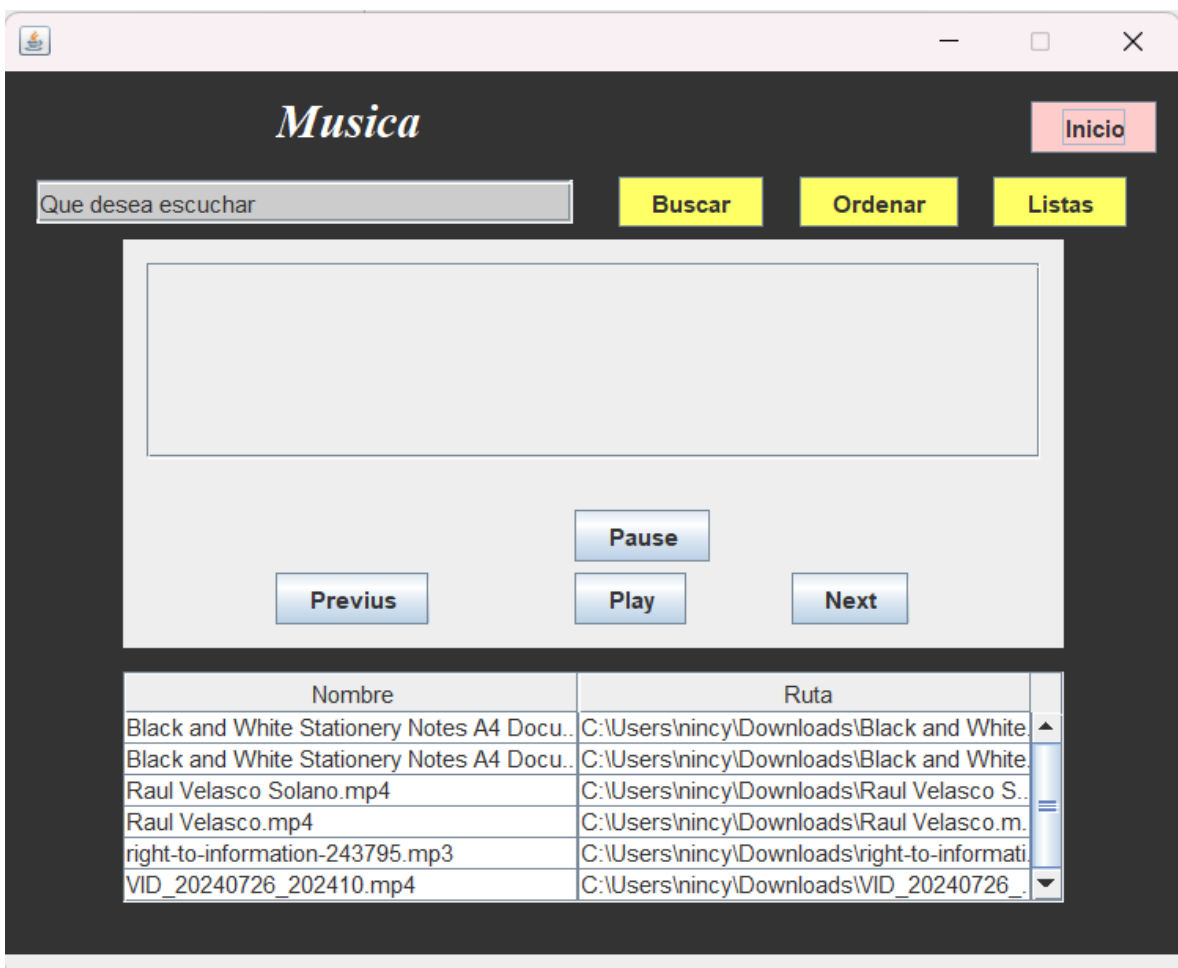 Musica
Inicio
Que desea escuchar
Buscar
Ordenar
Listas
Pause
Previus
Play
Next
Nombre Ruta
Black and White Stationery Notes A4 Docu.. C:\Users\nincy\Downloads\Black and White.
Black and White Stationery Notes A4 Docu.. C:\Users\nincy\Downloads\Black and White.
Raul Velasco Solano.mp4 C:\Users\nincy\Downloads\Raul Velasco S..
Raul Velasco.mp4 C:\Users\nincy\Downloads\Raul Velasco.m.
right-to-information-243795.mp3 C:\Users\nincy\Downloads\right-to-informati.
VID_20240726_202410.mp4 C:\Users\nincy\Downloads\VID_20240726_.